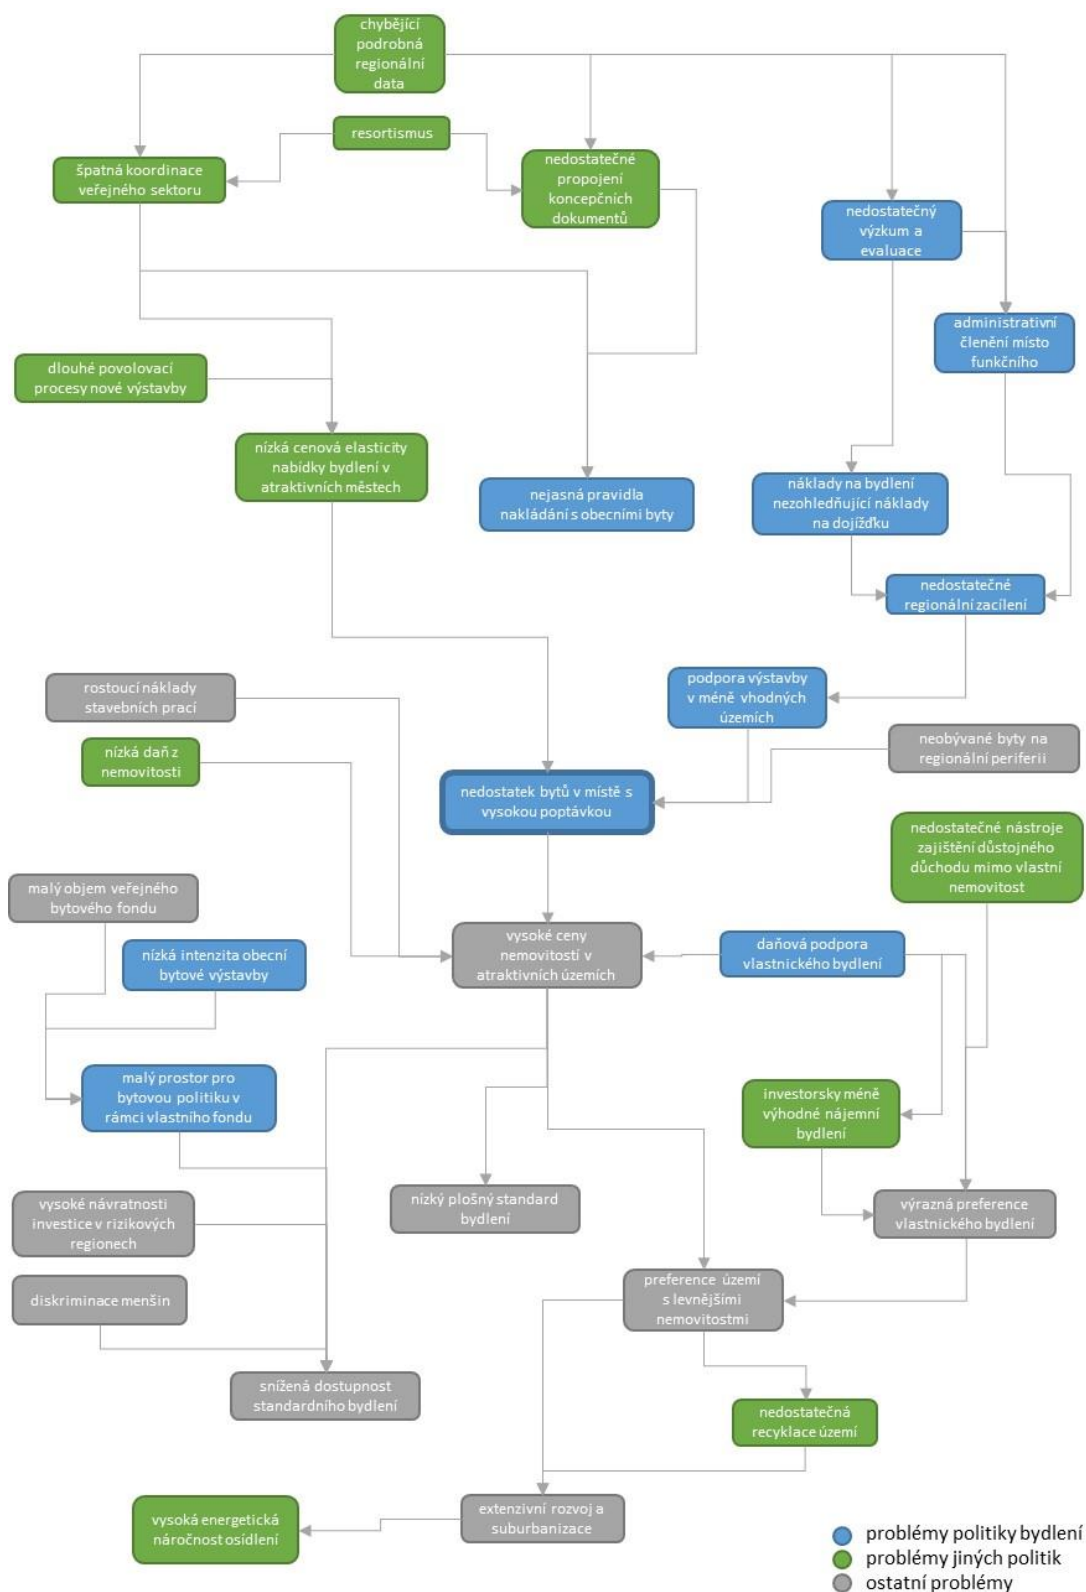 chybějící
podrobná
regionální
data
resortismus
špatná koordinace
veřejného sektoru
nedostatečné
propojení
koncepčních
dokumentů
nedostatečný
výzkum a
evaluace
administrativní
členění místo
funkčního
dlouhé povolovací
procesy nové výstavby
nízká cenová elasticity
nabídky bydlení v
atraktivních městech
nejasná pravidla
nakládání s obecními byty
náklady na bydlení
nezohledňující náklady
na dojížďku
nedostatečné
regionální zacílení
rostoucí náklady
stavebních prací
podpora výstavby
v méně vhodných
územích
nízká daň z
nemovitosti
neobývané byty na
regionální periferii
nedostatek bytů v místě s
vysokou poptávkou
nedostatečné nástroje
zajištění důstojného
důchodu mimo vlastní
nemovitost
malý objem veřejného
bytového fondu
nízká intenzita obecní
bytové výstavby
vysoké ceny
nemovitostí v
atraktivních územích
daňová podpora
vlastnického bydlení
malý prostor pro
bytovou politiku v
rámci vlastního fondu
investorsky méně
výhodné nájemní
bydlení
vysoké návratnosti
investice v rizikových
regionech
nízký plošný standard
bydlení
výrazná preference
vlastnického bydlení
diskriminace menšin
preference území
s levnějšími
nemovitostmi
snížená dostupnost
standardního bydlení
nedostatečná
recyklace území
vysoká energetická
náročnost osídlení
extenzivní rozvoj a
suburbanizace
problémy politiky bydlení
problémy jiných politik
ostatní problémy